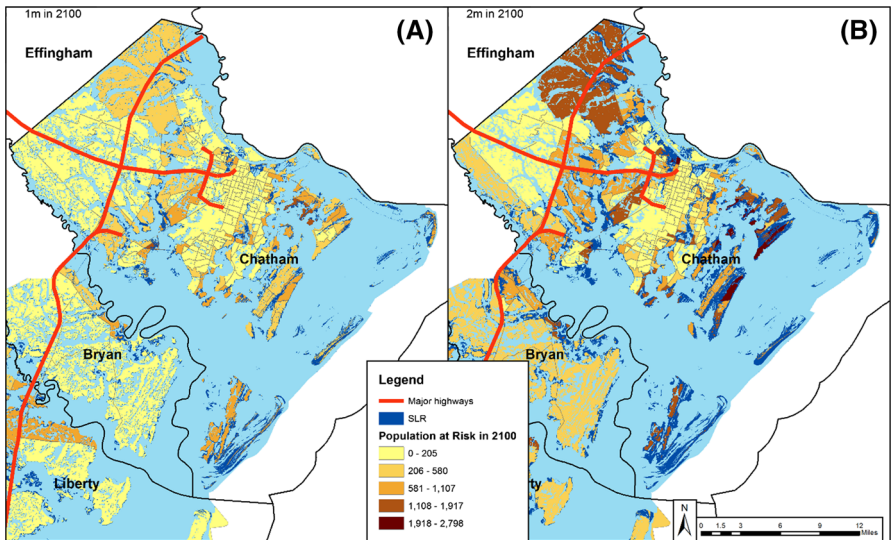 1m in 2100
(A)
Effingham
Chatham
Bryan
Liberty
2m in 2100
(B)
Effingham
Chatham
Bryan
ty
Legend
Major highways
SLR
Population at Risk in 2100
0 - 205
206 - 580
581 - 1,107
1,108 - 1,917
1,918 - 2,798
N
0 1.5 3 6 9 12
Miles